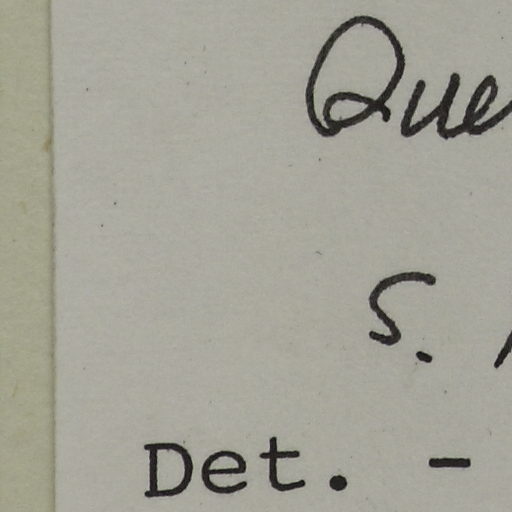 Que
S.
Det. -